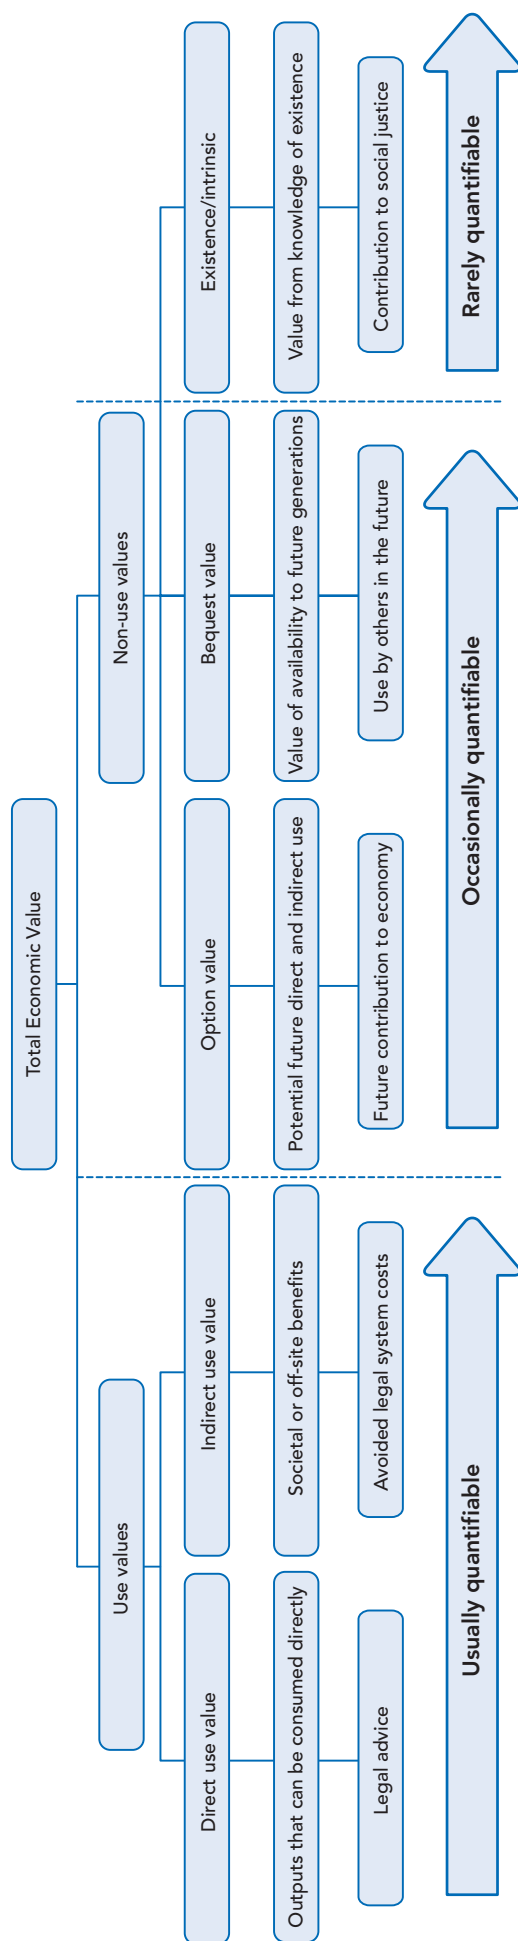 Total Economic Value
Use values
Non-use values
Direct use value
Indirect use value
Option value
Bequest value
Existence/intrinsic
Outputs that can be consumed directly
Societal or off-site benefits
Potential future direct and indirect use
Value of availability to future generations
Value from knowledge of existence
Legal advice
Avoided legal system costs
Future contribution to economy
Use by others in the future
Contribution to social justice
Usually quantifiable
Occasionally quantifiable
Rarely quantifiable